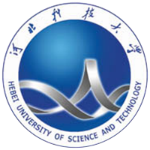 河北科技大学
HEBEI UNIVERSITY OF SCIENCE AND TECHNOLOGY